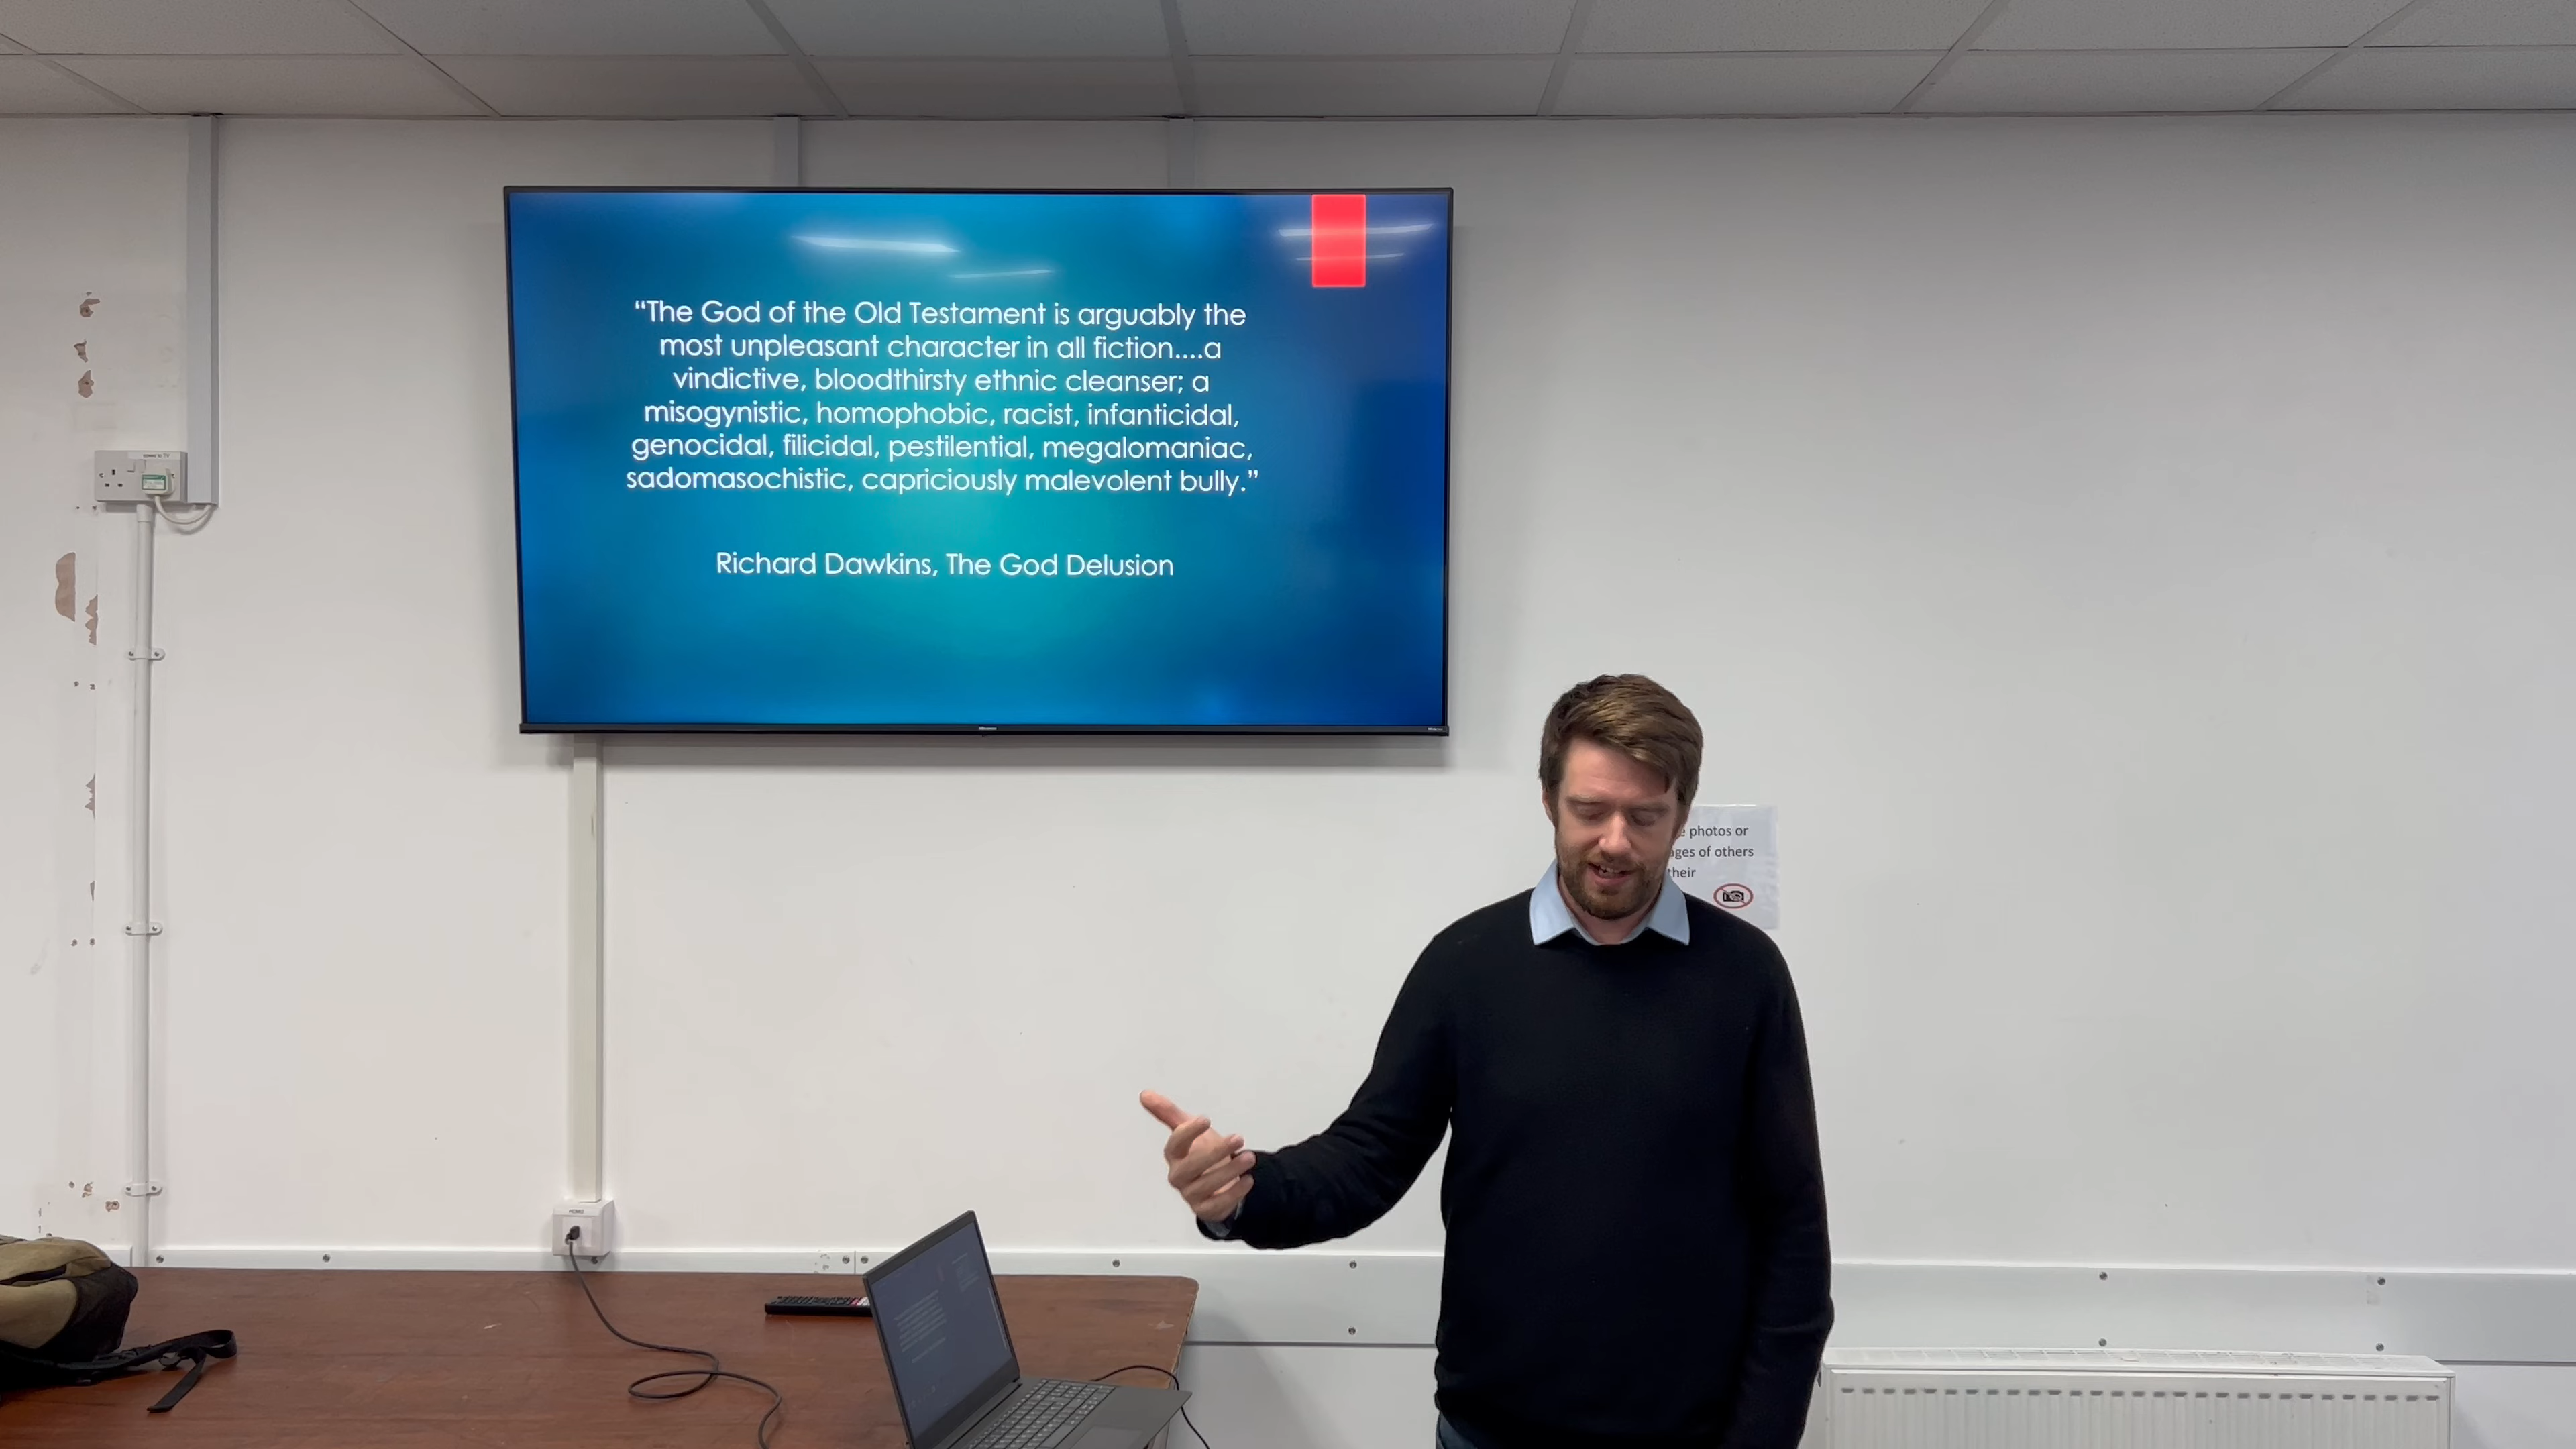 “The God of the Old Testament is arguably the
most unpleasant character in all fiction....a
vindictive, bloodthirsty ethnic cleanser; a
misogynistic, homophobic, racist, infanticidal,
genocidal, filicidal, pestilential, megalomaniac,
sadomasochistic, capriciously malevolent bully.”
Richard Dawkins, The God Delusion
photos or
ages of others
their